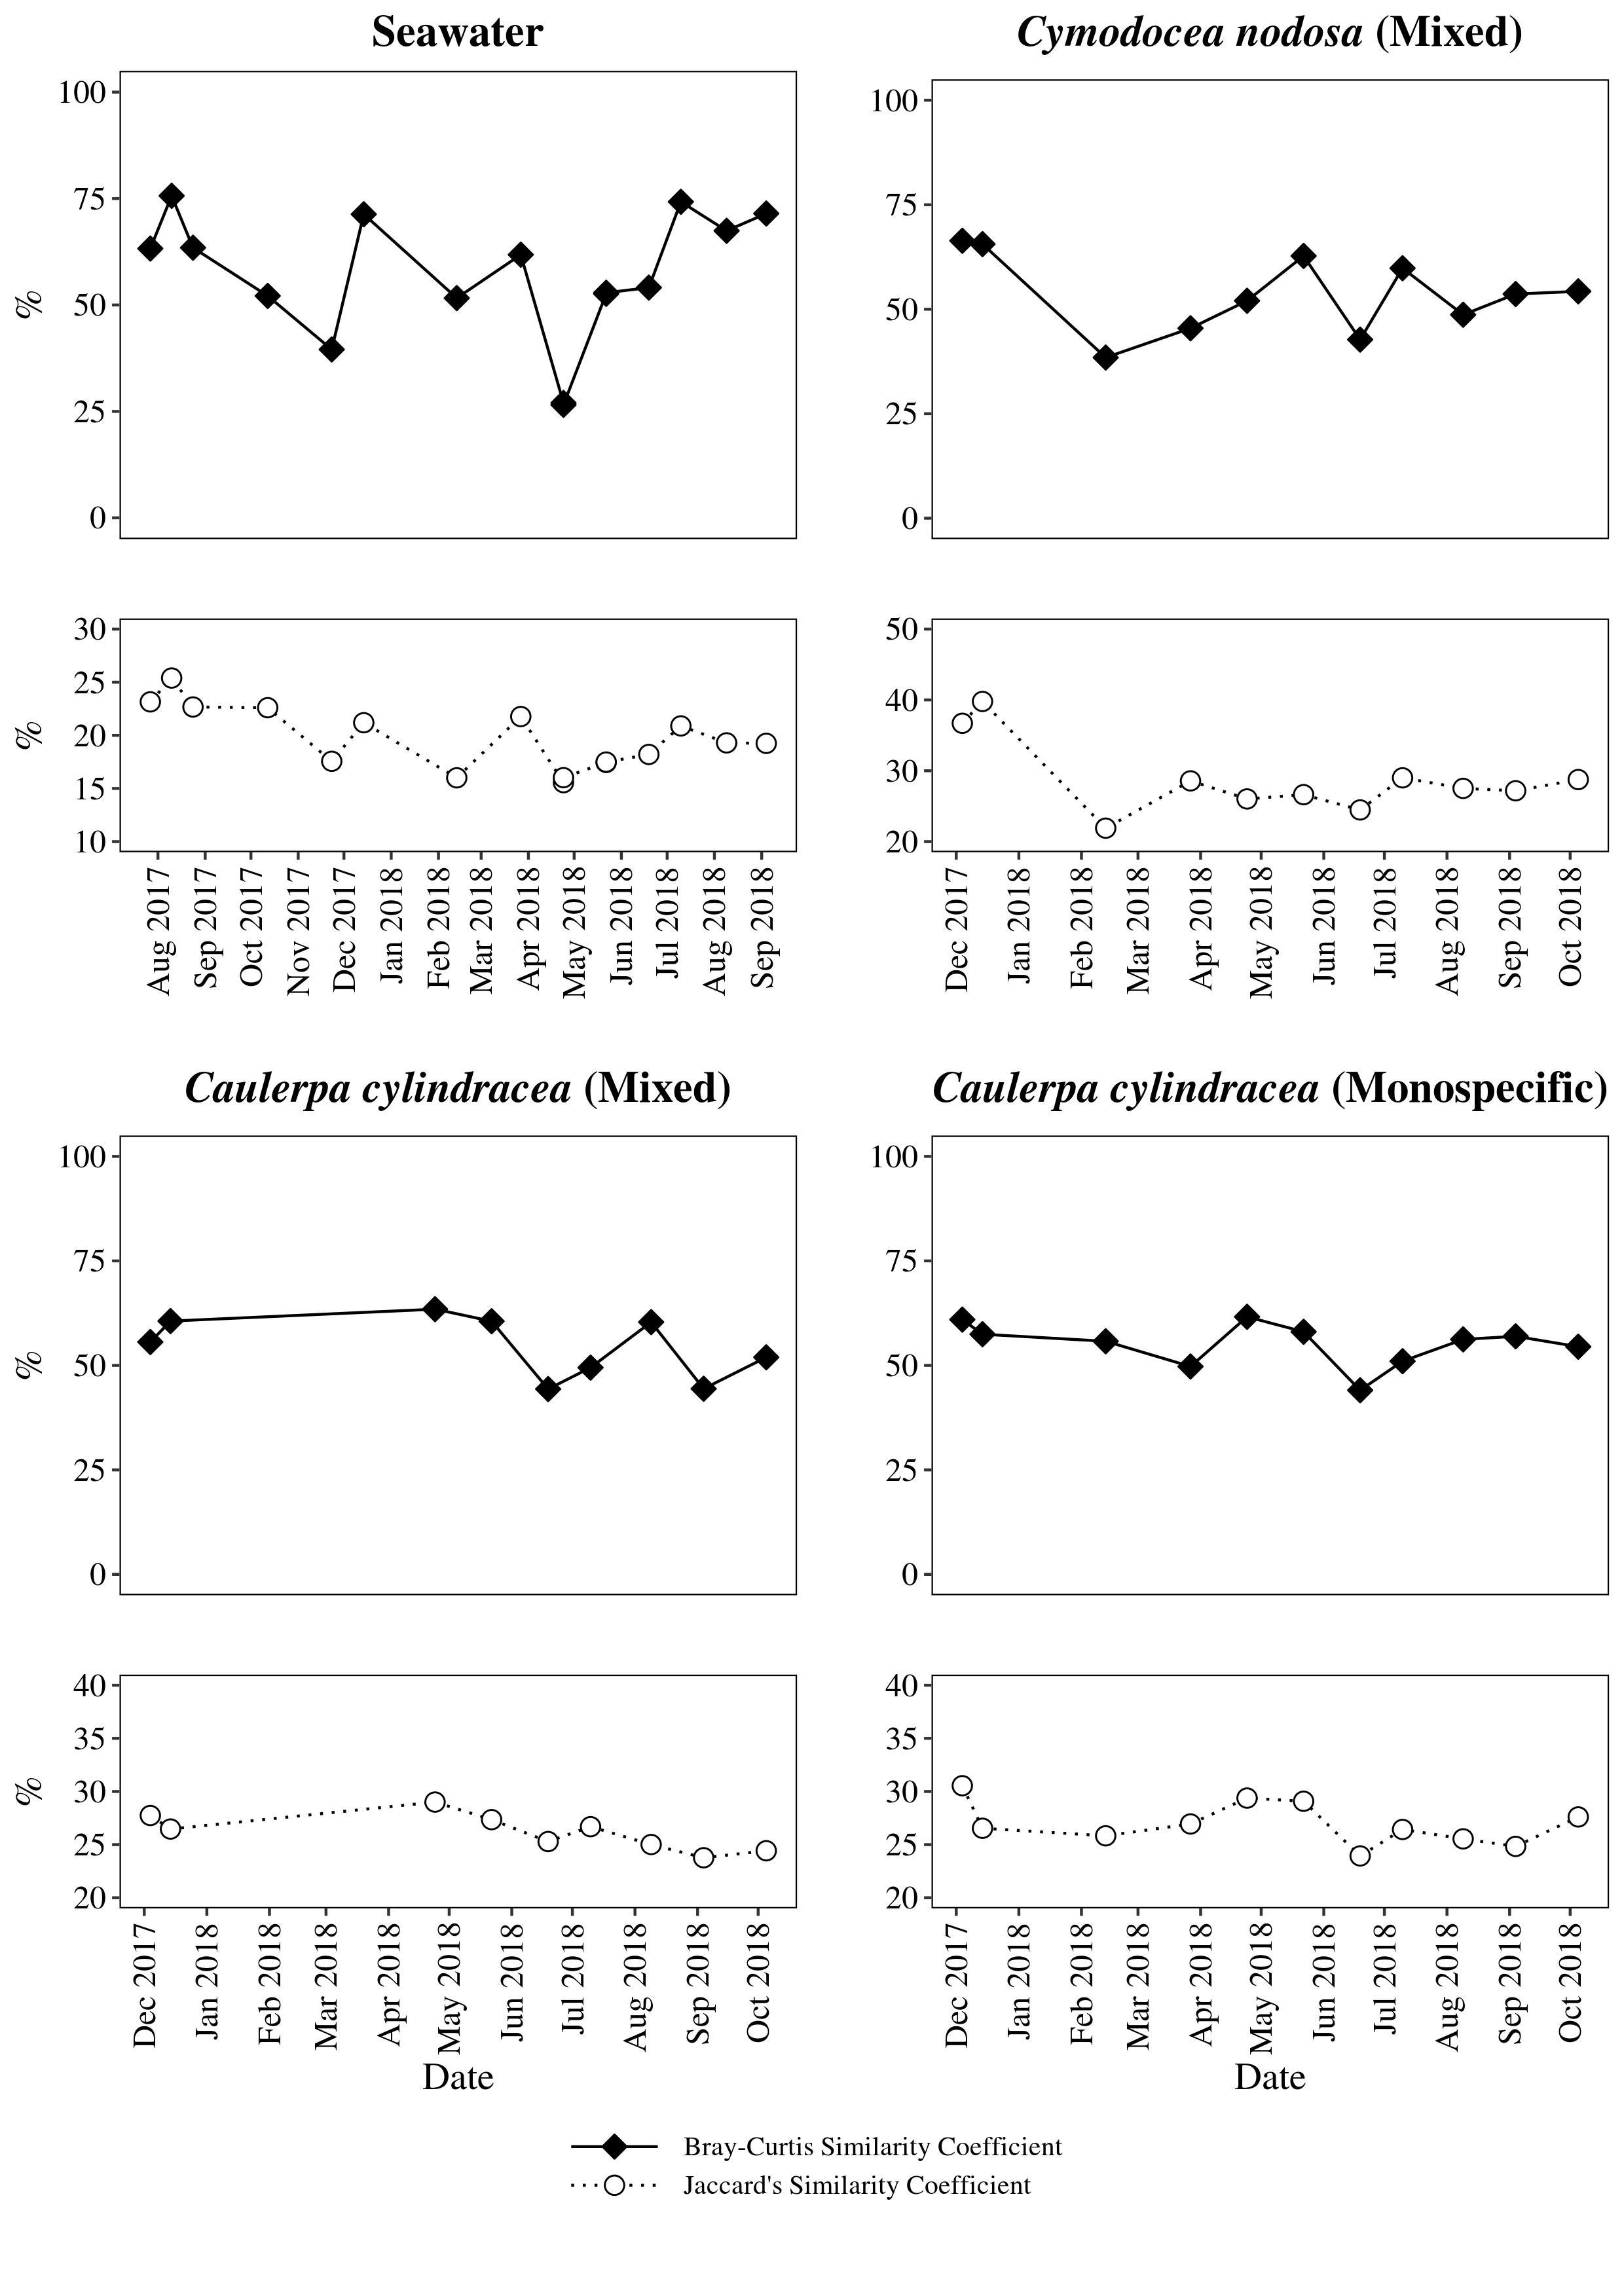 Seawater
100
75
50
25
0
%
30
25
20
15
10
%
Aug 2017
Sep 2017
Oct 2017
Nov 2017
Dec 2017
Jan 2018
Feb 2018
Mar 2018
Apr 2018
May 2018
Jun 2018
Jul 2018
Aug 2018
Sep 2018
Cymodocea nodosa (Mixed)
100
75
50
25
0
50
40
30
20
Dec 2017
Jan 2018
Feb 2018
Mar 2018
Apr 2018
May 2018
Jun 2018
Jul 2018
Aug 2018
Sep 2018
Oct 2018
Caulerpa cylindracea (Mixed)
100
75
50
25
0
%
40
35
30
25
20
%
Dec 2017
Jan 2018
Feb 2018
Mar 2018
Apr 2018
May 2018
Jun 2018
Jul 2018
Aug 2018
Sep 2018
Oct 2018
Date
Caulerpa cylindracea (Monospecific)
100
75
50
25
0
40
35
30
25
20
Dec 2017
Jan 2018
Feb 2018
Mar 2018
Apr 2018
May 2018
Jun 2018
Jul 2018
Aug 2018
Sep 2018
Oct 2018
Date
Bray-Curtis Similarity Coefficient
Jaccard's Similarity Coefficient